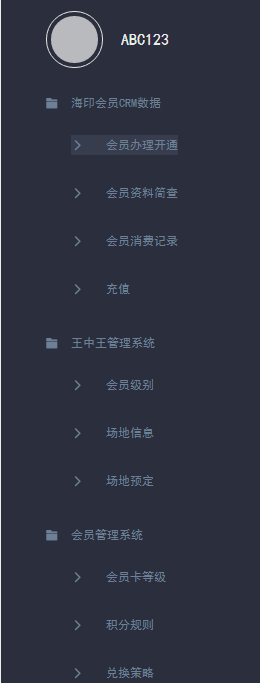 ABC123
海印会员CRM数据
会员办理开通
会员资料简查
会员消费记录
充值
王中王管理系统
会员级别
场地信息
场地预定
会员管理系统
会员卡等级
积分规则
兑换策略